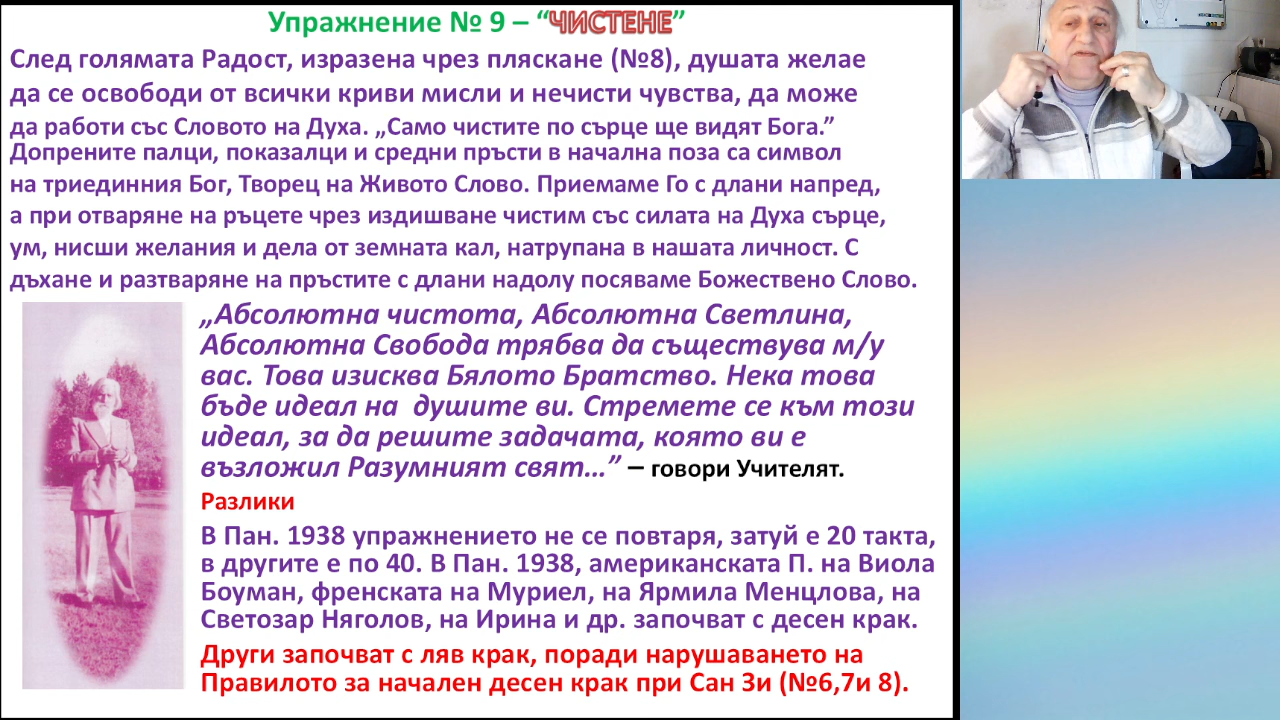 Упражнение № 9 – “ЧИСТЕНЕ”
След голямата Радост, изразена чрез пляскане (№8), душата желае
да се освободи от всички криви мисли и нечисти чувства, да може
да работи със Словото на Духа. „Само чистите по сърце ще видят Бога.”
Допрените палци, показалци и средни пръсти в начална поза са символ
на триединния Бог, Творец на Живото Слово. Приемаме Го с длани напред,
а при отваряне на ръцете чрез издишване чистим със силата на Духа сърце,
ум, нисши желания и дела от земната кал, натрупана в нашата личност. С
дъхане и разтваряне на пръстите с длани надолу посяваме Божествено Слово.
„Абсолютна чистота, Абсолютна Светлина,
Абсолютна Свобода трябва да съществува м/у
вас. Това изисква Бялото Братство. Нека това
бъде идеал на душите ви. Стремете се към този
идеал, за да решите задачата, която ви е
възложил Разумният свят…” – говори Учителят.
Разлики
В Пан. 1938 упражнението не се повтаря, затуй е 20 такта,
в другите е по 40. В Пан. 1938, американската П. на Виола
Боуман, френската на Муриел, на Ярмила Менцлова, на
Светозар Няголов, на Ирина и др. започват с десен крак.
Други започват с ляв крак, поради нарушаването на
Правилото за начален десен крак при Сан 3и (№6,7и 8).